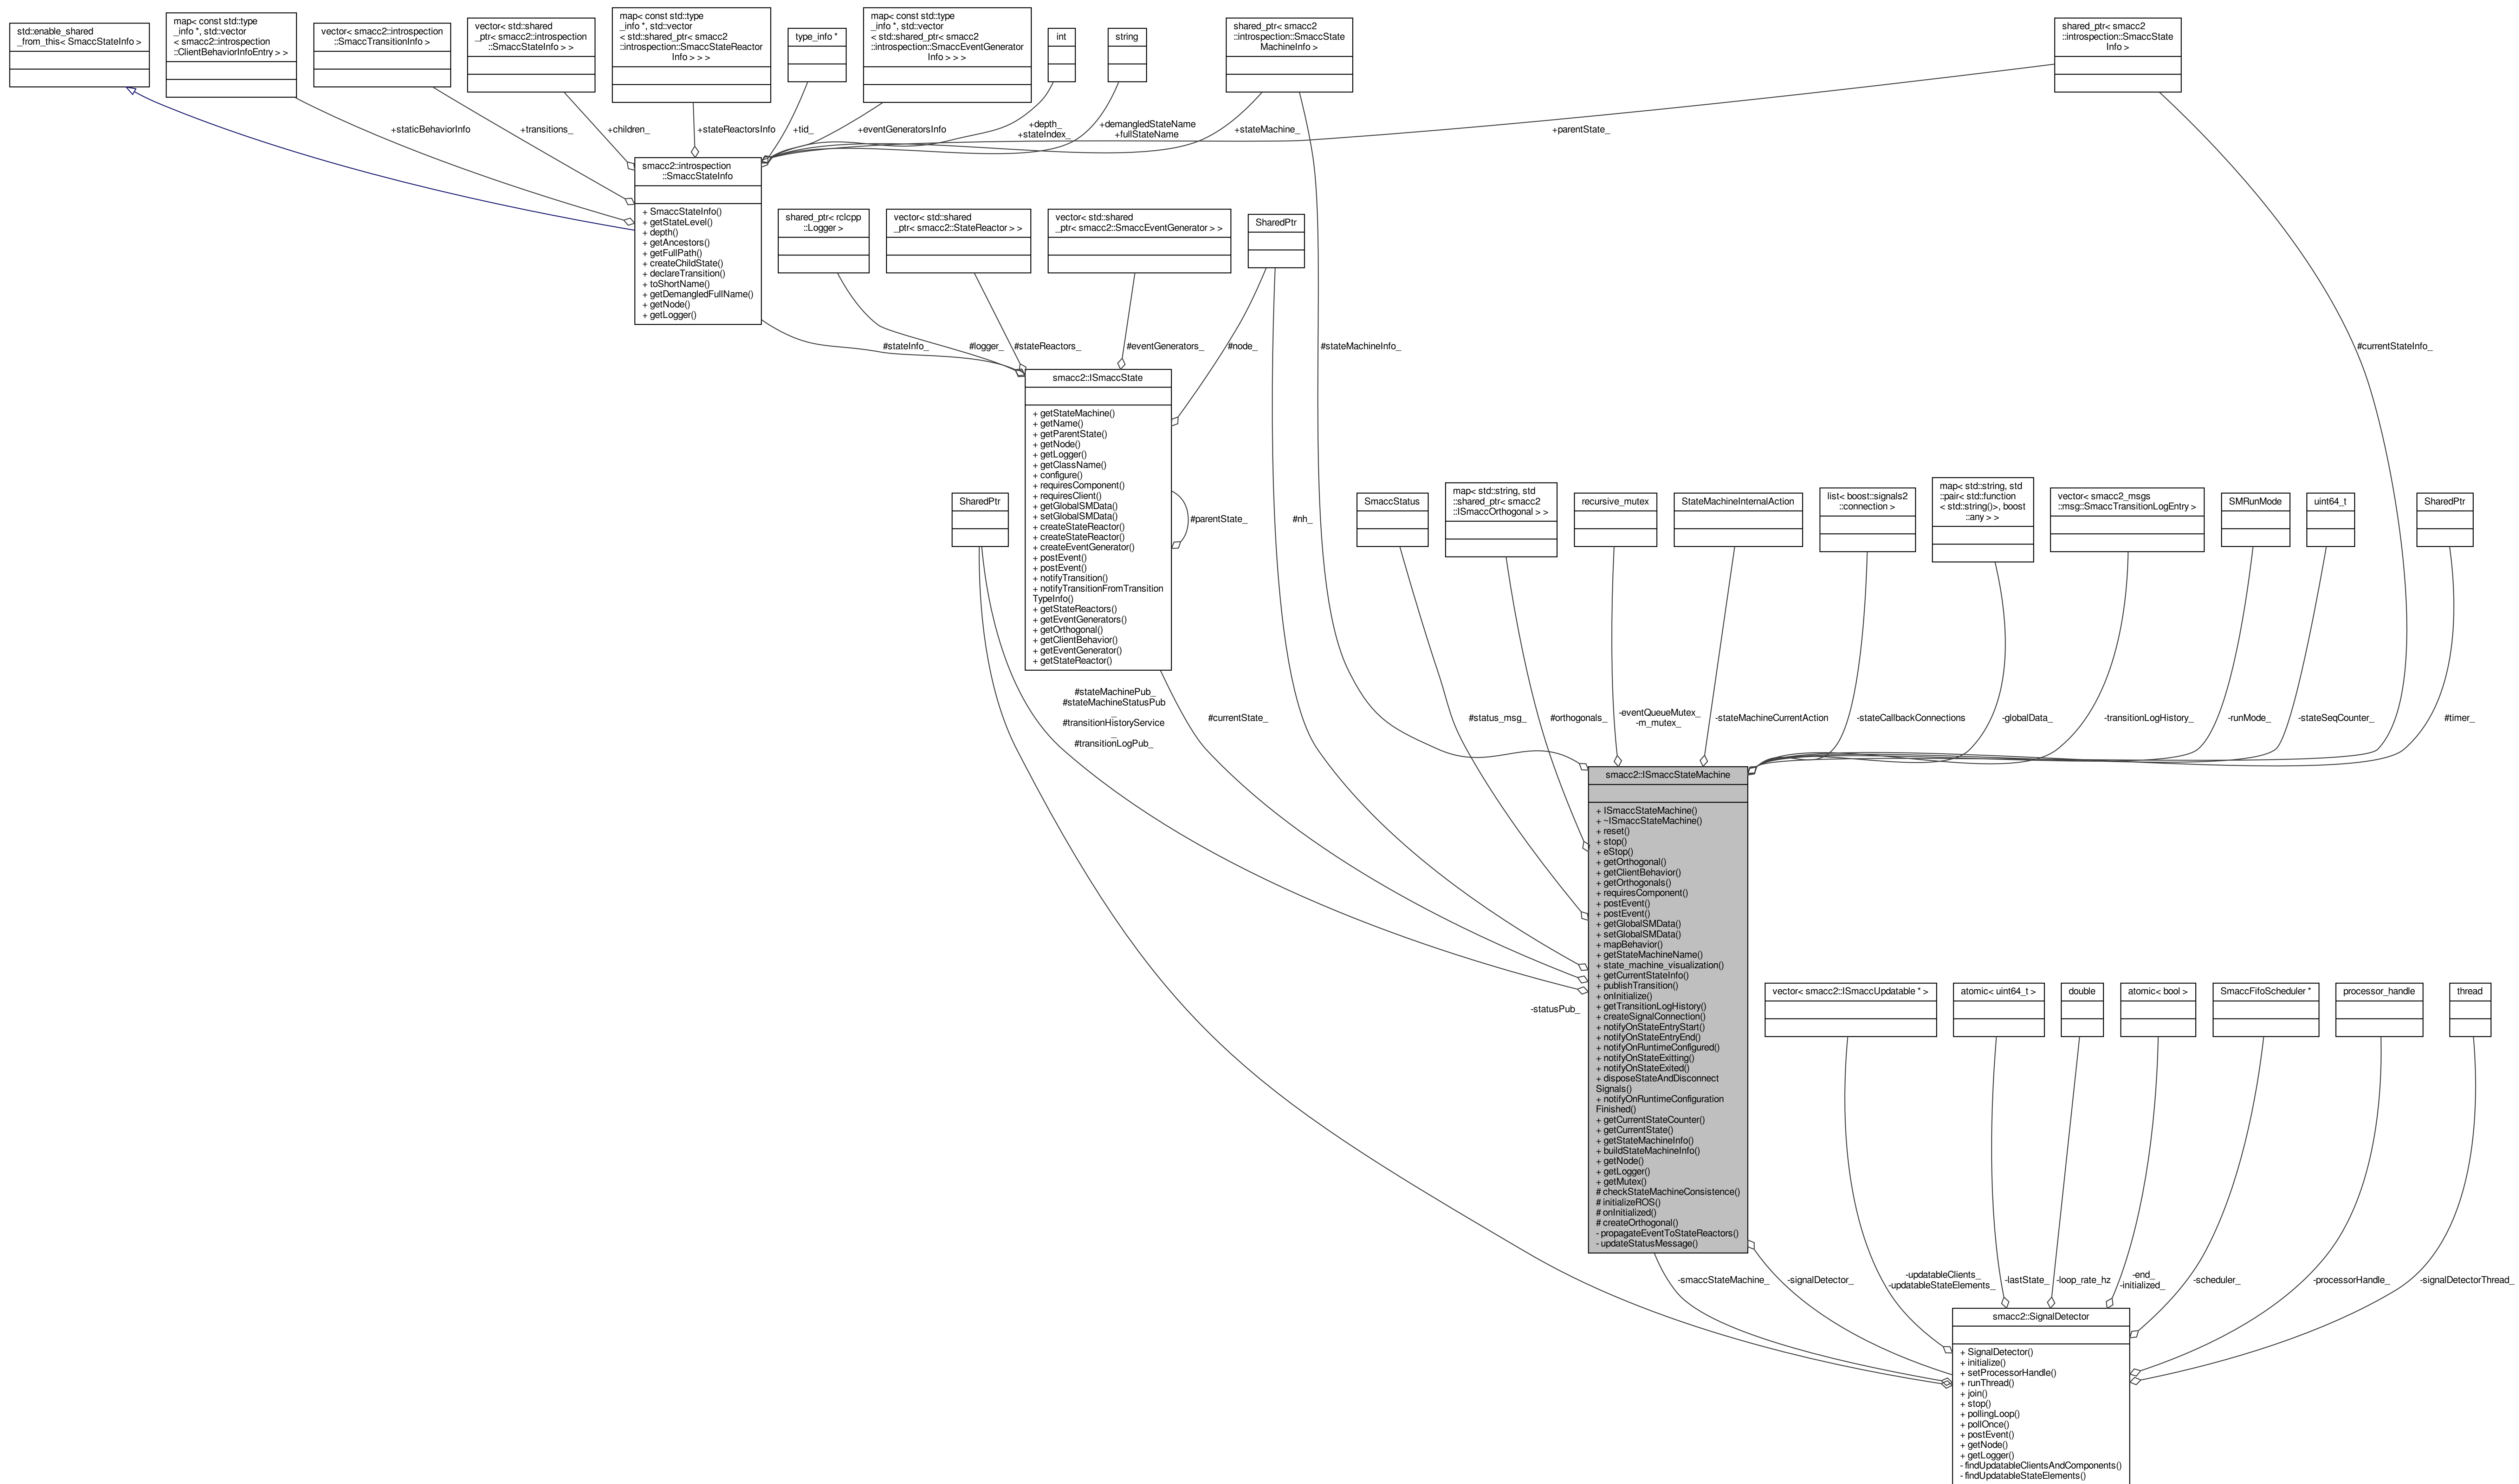 std::enable_shared
_from_this< SmaccStateInfo >
map< const std::type
_info *, std::vector
< smacc2::introspection
::ClientBehaviorInfoEntry > >
vector< smacc2::introspection
::SmaccTransitionInfo >
vector< std::shared
_ptr< smacc2::introspection
::SmaccStateInfo > >
map< const std::type
_info *, std::vector
< std::shared_ptr< smacc2
::introspection::SmaccStateReactor
Info > > >
type_info *
map< const std::type
_info *, std::vector
< std::shared_ptr< smacc2
::introspection::SmaccEventGenerator
Info > > >
int
string
shared_ptr< smacc2
::introspection::SmaccState
MachineInfo >
shared_ptr< smacc2
::introspection::SmaccState
Info >
+staticBehaviorInfo
+transitions_
+children_
+stateReactorsInfo
+tid_
+eventGeneratorsInfo
+depth_
+stateIndex_
+demangledStateName
+fullStateName
+stateMachine_
+parentState_
smacc2::introspection
::SmaccStateInfo
+ SmaccStateInfo()
+ getStateLevel()
+ depth()
+ getAncestors()
+ getFullPath()
+ createChildState()
+ declareTransition()
+ toShortName()
+ getDemangledFullName()
+ getNode()
+ getLogger()
shared_ptr< rclcpp
::Logger >
vector< std::shared
_ptr< smacc2::StateReactor > >
vector< std::shared
_ptr< smacc2::SmaccEventGenerator > >
SharedPtr
#stateInfo_
#logger_
#stateReactors_
#eventGenerators_
#node_
#stateMachineInfo_
#currentStateInfo_
smacc2::ISmaccState
+ getStateMachine()
+ getName()
+ getParentState()
+ getNode()
+ getLogger()
+ getClassName()
+ configure()
+ requiresComponent()
+ requiresClient()
+ getGlobalSMData()
+ setGlobalSMData()
+ createStateReactor()
+ createStateReactor()
+ createEventGenerator()
+ postEvent()
+ postEvent()
+ notifyTransition()
+ notifyTransitionFromTransition
TypeInfo()
+ getStateReactors()
+ getEventGenerators()
+ getOrthogonal()
+ getClientBehavior()
+ getEventGenerator()
+ getStateReactor()
#parentState_
#nh_
SharedPtr
SmaccStatus
map< std::string, std
::shared_ptr< smacc2
::ISmaccOrthogonal > >
recursive_mutex
StateMachineInternalAction
list< boost::signals2
::connection >
map< std::string, std
::pair< std::function
< std::string()>, boost
::any > >
vector< smacc2_msgs
::msg::SmaccTransitionLogEntry >
SMRunMode
uint64_t
SharedPtr
#stateMachinePub_
#stateMachineStatusPub
_
#transitionHistoryService
_
#transitionLogPub_
#currentState_
#status_msg_
#orthogonals_
-eventQueueMutex_
-m_mutex_
-stateMachineCurrentAction
-stateCallbackConnections
-globalData_
-transitionLogHistory_
-runMode_
-stateSeqCounter_
#timer_
smacc2::ISmaccStateMachine
+ ISmaccStateMachine()
+ ~ISmaccStateMachine()
+ reset()
+ stop()
+ eStop()
+ getOrthogonal()
+ getClientBehavior()
+ getOrthogonals()
+ requiresComponent()
+ postEvent()
+ postEvent()
+ getGlobalSMData()
+ setGlobalSMData()
+ mapBehavior()
+ getStateMachineName()
+ state_machine_visualization()
+ getCurrentStateInfo()
+ publishTransition()
+ onInitialize()
+ getTransitionLogHistory()
+ createSignalConnection()
+ notifyOnStateEntryStart()
+ notifyOnStateEntryEnd()
+ notifyOnRuntimeConfigured()
+ notifyOnStateExitting()
+ notifyOnStateExited()
+ disposeStateAndDisconnect
Signals()
+ notifyOnRuntimeConfiguration
Finished()
+ getCurrentStateCounter()
+ getCurrentState()
+ getStateMachineInfo()
+ buildStateMachineInfo()
+ getNode()
+ getLogger()
+ getMutex()
# checkStateMachineConsistence()
# initializeROS()
# onInitialized()
# createOrthogonal()
- propagateEventToStateReactors()
- updateStatusMessage()
-statusPub_
vector< smacc2::ISmaccUpdatable * >
atomic< uint64_t >
double
atomic< bool >
SmaccFifoScheduler *
processor_handle
thread
-smaccStateMachine_
-signalDetector_
-updatableClients_
-updatableStateElements_
-lastState_
-loop_rate_hz
-end_
-initialized_
-scheduler_
-processorHandle_
-signalDetectorThread_
smacc2::SignalDetector
+ SignalDetector()
+ initialize()
+ setProcessorHandle()
+ runThread()
+ join()
+ stop()
+ pollingLoop()
+ pollOnce()
+ postEvent()
+ getNode()
+ getLogger()
- findUpdatableClientsAndComponents()
- findUpdatableStateElements()